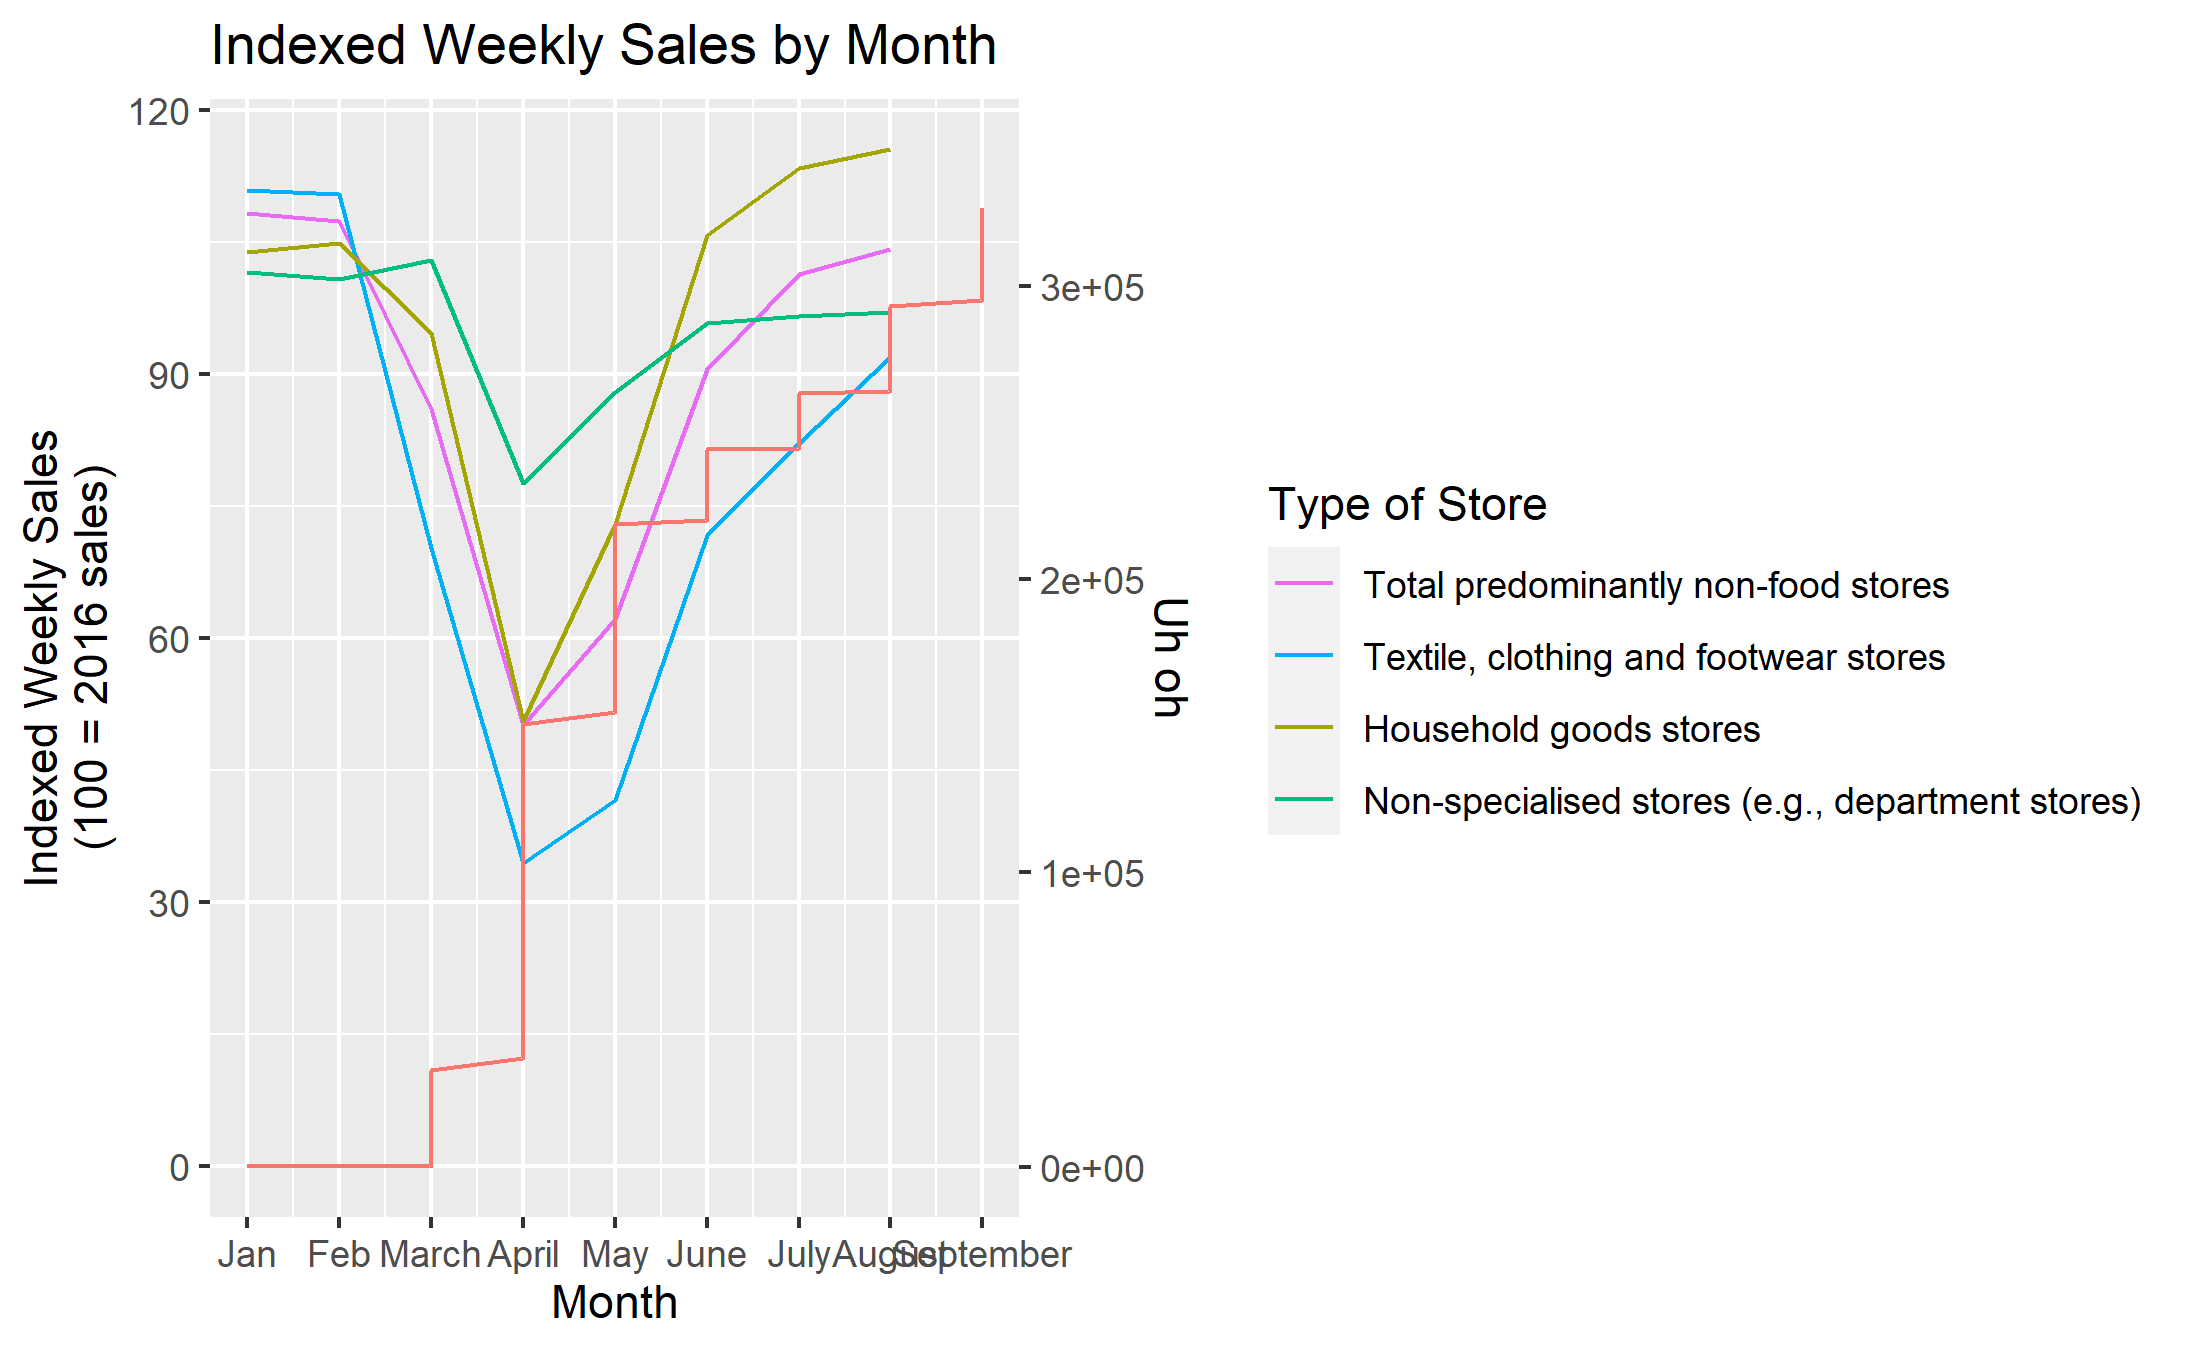 Indexed Weekly Sales by Month
120
90
60
30
0
Indexed Weekly Sales
(100 = 2016 sales)
3e+05
2e+05
1e+05
0e+00
Uh oh
Jan Feb March April May June July August September
Month
Type of Store
Total predominantly non-food stores
Textile, clothing and footwear stores
Household goods stores
Non-specialised stores (e.g., department stores)